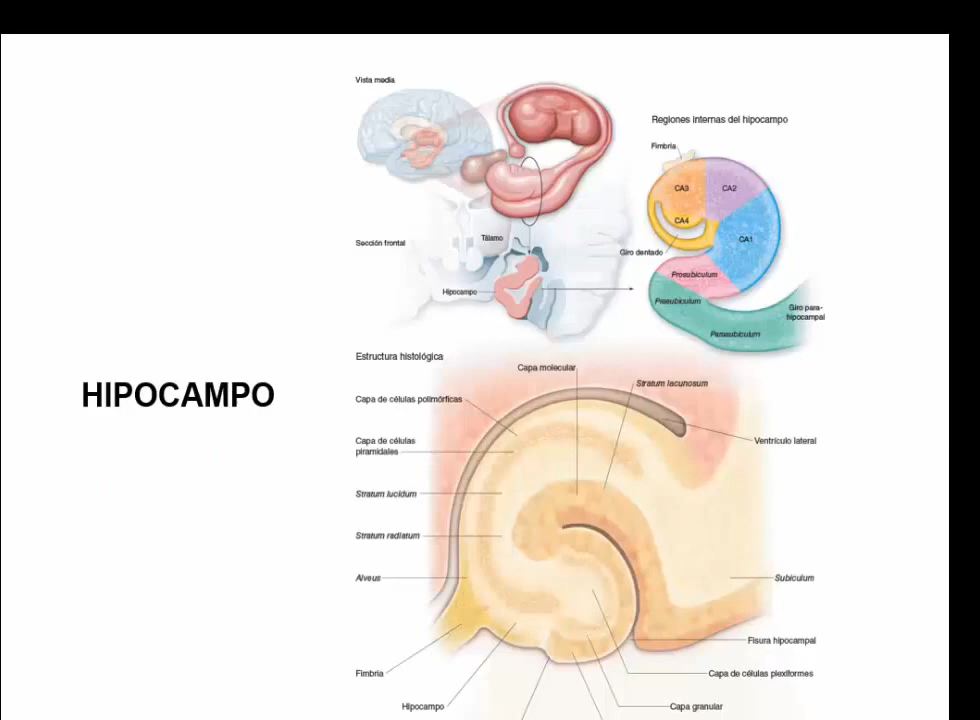 Vista media
Regiones internas del hipocampo
Fimbria
CA3
CA2
CA4
CA1
Sección frontal
Tálamo
Giro dentado
Prosubiculum
Hipocampo
Presubiculum
Giro para-
hipocampal
Parasubiculum
Estructura histológica
Capa molecular
Stratum lacunosum
HIPOCAMPO
Capa de células polimórficas
Capa de células
piramidales
Ventrículo lateral
Stratum lucidum
Stratum radiatum
Alveus
Subiculum
Fisura hipocampal
Fimbria
Capa de células plexiformes
Hipocampo
Capa granular